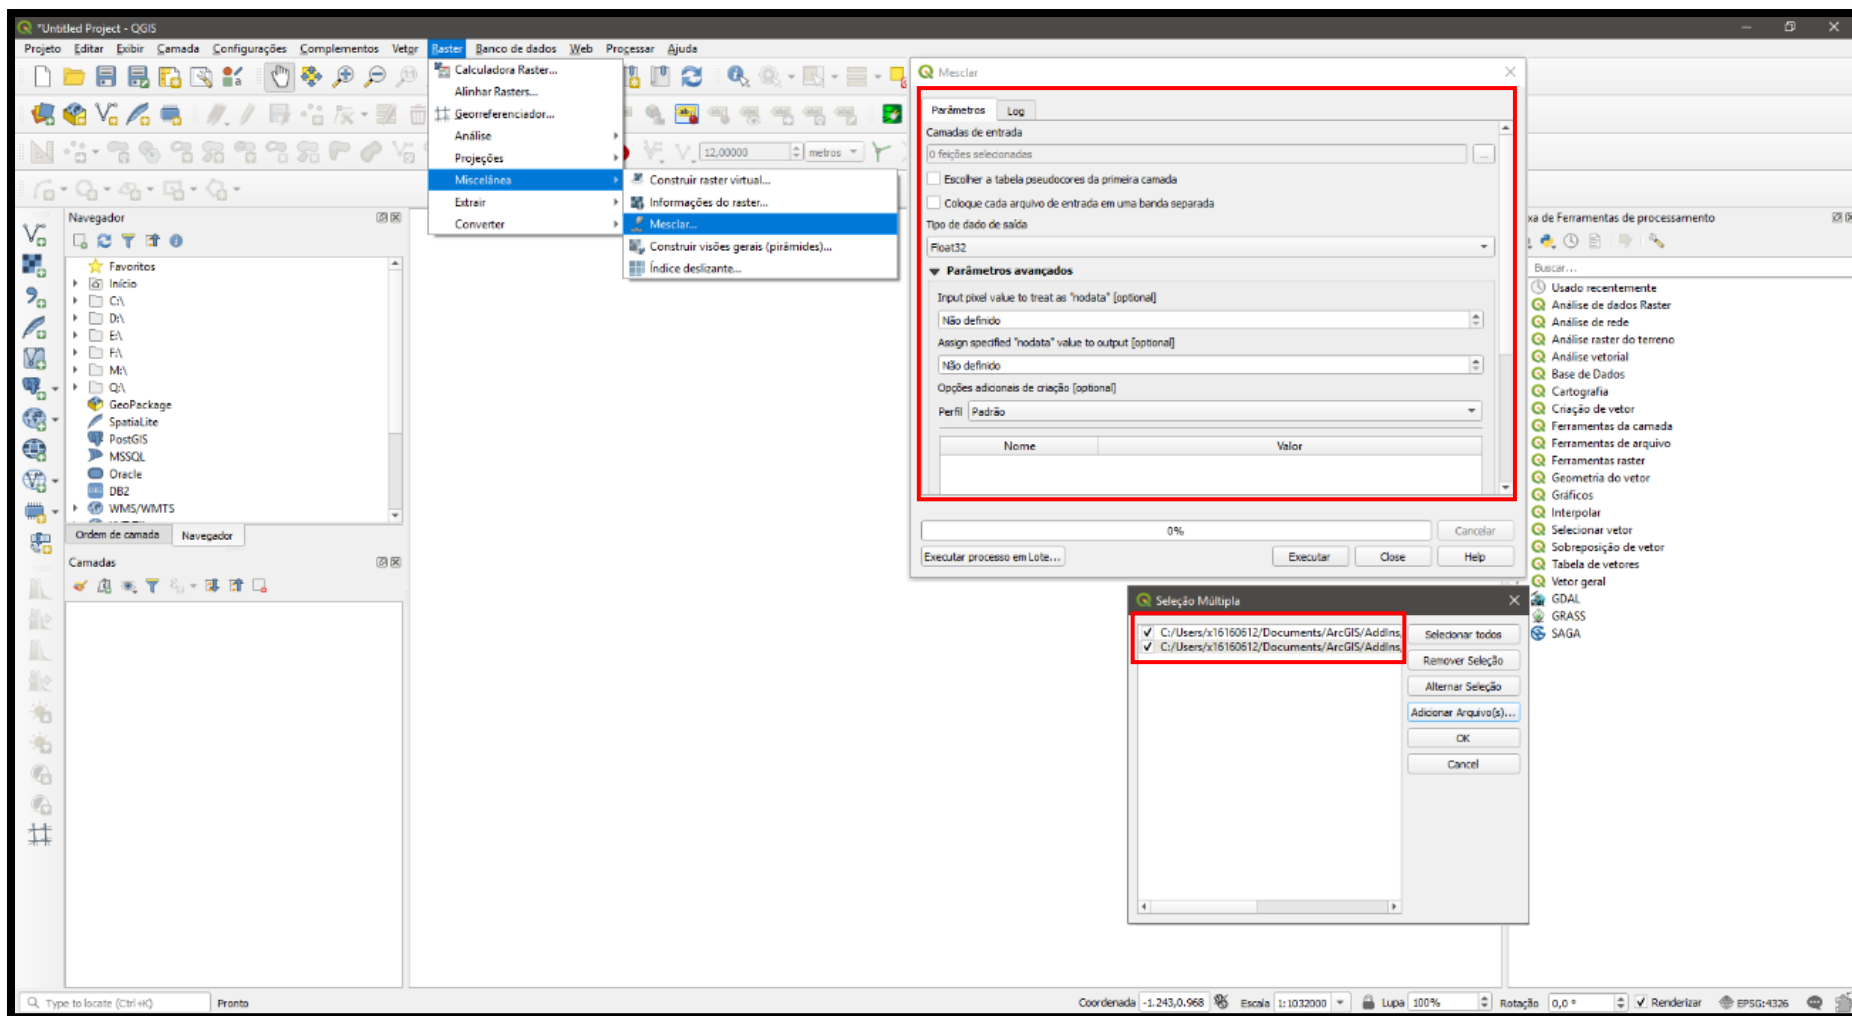 *Untitled Project - QGIS
Projeto Editar Exibir Camada Configurações Complementos Vetor Raster Banco de dados Web Processar Ajuda
Calculadora Raster...
Alinhar Rasters...
Georreferenciador...
Análise
Projeções
Miscelânea
Extrair
Converter
Construir raster virtual...
Informações do raster...
Mesclar...
Construir visões gerais (pirâmides)...
Índice deslizante...
12,00000 metros
Navegador
Favoritos
Início
C:\
D:\
E:\
F:\
M:\
Q:\
GeoPackage
SpatiaLite
PostGIS
MSSQL
Oracle
DB2
WMS/WMTS
Ordem de camada Navegador
Camadas
Mesclar
Parâmetros Log
Camadas de entrada
0 feições selecionadas ...
Escolher a tabela pseudocores da primeira camada
Coloque cada arquivo de entrada em uma banda separada
Tipo de dado de saída
Float32
Parâmetros avançados
Input pixel value to treat as "nodata" [optional]
Não definido
Assign specified "nodata" value to output [optional]
Não definido
Opções adicionais de criação [optional]
Perfil Padrão
Nome Valor
0% Cancelar
Executar processo em Lote... Executar Close Help
Seleção Múltipla
C:/Users/x16160612/Documents/ArcGIS/AddIns,
C:/Users/x16160612/Documents/ArcGIS/AddIns,
Selecionar todos
Remover Seleção
Alternar Seleção
Adicionar Arquivo(s)...
OK
Cancel
xa de Ferramentas de processamento
Buscar...
Usado recentemente
Análise de dados Raster
Análise de rede
Análise raster do terreno
Análise vetorial
Base de Dados
Cartografia
Criação de vetor
Ferramentas da camada
Ferramentas de arquivo
Ferramentas raster
Geometria do vetor
Gráficos
Interpolar
Selecionar vetor
Sobreposição de vetor
Tabela de vetores
Vetor geral
GDAL
GRASS
SAGA
Type to locate (Ctrl+K) Pronto Coordenada -1.243,0.968 Escala 1:1032000 Lupa 100% Rotação 0,0 ° Renderizar EPSG:4326